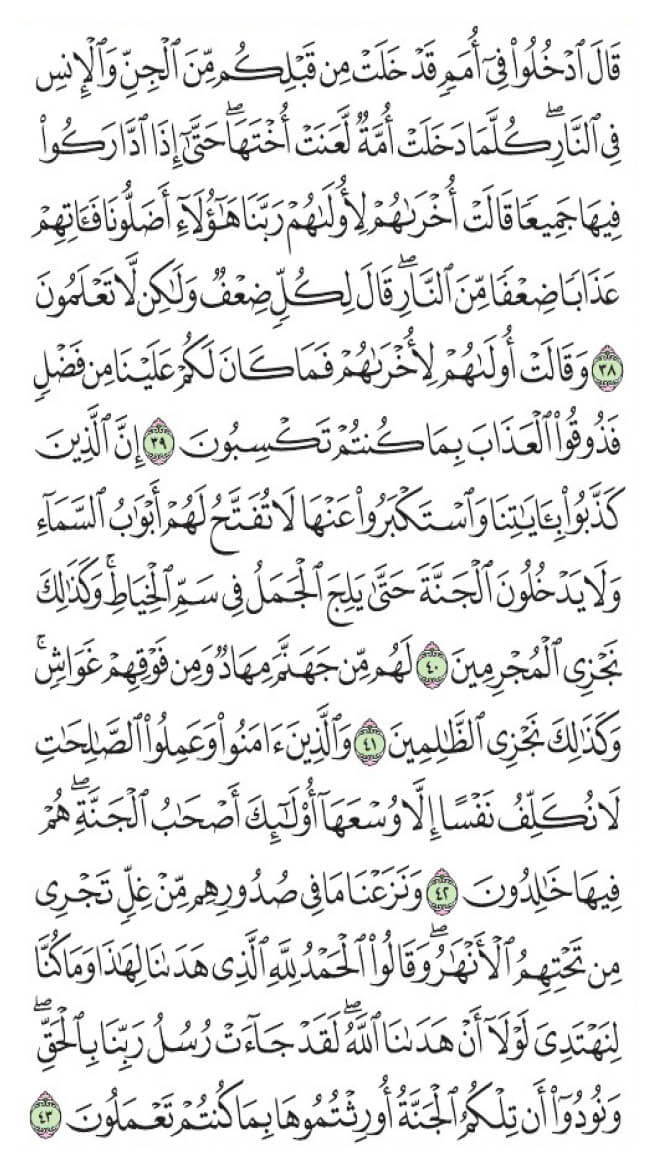 قَالَ ٱدْخُلُوا۟ فِىٓ أُمَمٍۢ قَدْ خَلَتْ مِن قَبْلِكُم مِّنَ ٱلْجِنِّ وَٱلْإِنسِ
فِى ٱلنَّارِ ۖ كُلَّمَا دَخَلَتْ أُمَّةٌۭ لَّعَنَتْ أُخْتَهَا ۖ حَتَّىٰٓ إِذَا ٱدَّارَكُوا۟
فِيهَا جَمِيعًۭا قَالَتْ أُخْرَىٰهُمْ لِأُولَىٰهُمْ رَبَّنَا هَـٰٓؤُلَآءِ أَضَلُّونَا فَـَٔاتِهِمْ
عَذَابًۭا ضِعْفًۭا مِّنَ ٱلنَّارِ ۖ قَالَ لِكُلٍّۢ ضِعْفٌۭ وَلَـٰكِن لَّا تَعْلَمُونَ
٣٨ وَقَالَتْ أُولَىٰهُمْ لِأُخْرَىٰهُمْ فَمَا كَانَ لَكُمْ عَلَيْنَا مِن فَضْلٍۢ
فَذُوقُوا۟ ٱلْعَذَابَ بِمَا كُنتُمْ تَكْسِبُونَ ٣٩ إِنَّ ٱلَّذِينَ
كَذَّبُوا۟ بِـَٔايَـٰتِنَا وَٱسْتَكْبَرُوا۟ عَنْهَا لَا تُفَتَّحُ لَهُمْ أَبْوَٰبُ ٱلسَّمَآءِ
وَلَا يَدْخُلُونَ ٱلْجَنَّةَ حَتَّىٰ يَلِجَ ٱلْجَمَلُ فِى سَمِّ ٱلْخِيَاطِ ۚ وَكَذَٰلِكَ
نَجْزِى ٱلْمُجْرِمِينَ ٤٠ لَهُم مِّن جَهَنَّمَ مِهَادٌۭ وَمِن فَوْقِهِمْ غَوَاشٍۢ ۚ
وَكَذَٰلِكَ نَجْزِى ٱلظَّـٰلِمِينَ ٤١ وَٱلَّذِينَ ءَامَنُوا۟ وَعَمِلُوا۟ ٱلصَّـٰلِحَـٰتِ
لَا نُكَلِّفُ نَفْسًا إِلَّا وُسْعَهَآ أُو۟لَـٰٓئِكَ أَصْحَـٰبُ ٱلْجَنَّةِ ۖ هُمْ
فِيهَا خَـٰلِدُونَ ٤٢ وَنَزَعْنَا مَا فِى صُدُورِهِم مِّنْ غِلٍّۢ تَجْرِى
مِن تَحْتِهِمُ ٱلْأَنْهَـٰرُ ۖ وَقَالُوا۟ ٱلْحَمْدُ لِلَّهِ ٱلَّذِى هَدَىٰنَا لِهَـٰذَا وَمَا كُنَّا
لِنَهْتَدِىَ لَوْلَآ أَنْ هَدَىٰنَا ٱللَّهُ ۖ لَقَدْ جَآءَتْ رُسُلُ رَبِّنَا بِٱلْحَقِّ ۖ
وَنُودُوٓا۟ أَن تِلْكُمُ ٱلْجَنَّةُ أُورِثْتُمُوهَا بِمَا كُنتُمْ تَعْمَلُونَ ٤٣